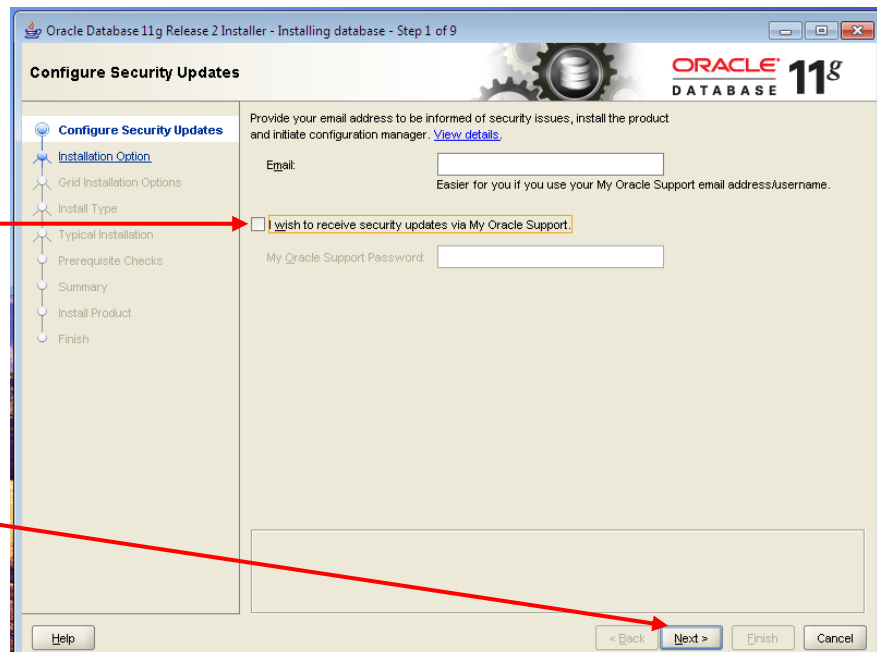 Oracle Database 11g Release 2 Installer - Installing database - Step 1 of 9
Configure Security Updates
ORACLE
DATABASE
11g
Configure Security Updates
Installation Option
Grid Installation Options
Install Type
Typical Installation
Prerequisite Checks
Summary
Install Product
Finish
Provide your email address to be informed of security issues, install the product
and initiate configuration manager. View details.
Email:
Easier for you if you use your My Oracle Support email address/username.
I wish to receive security updates via My Oracle Support.
My Oracle Support Password:
Help
< Back
Next >
Finish
Cancel